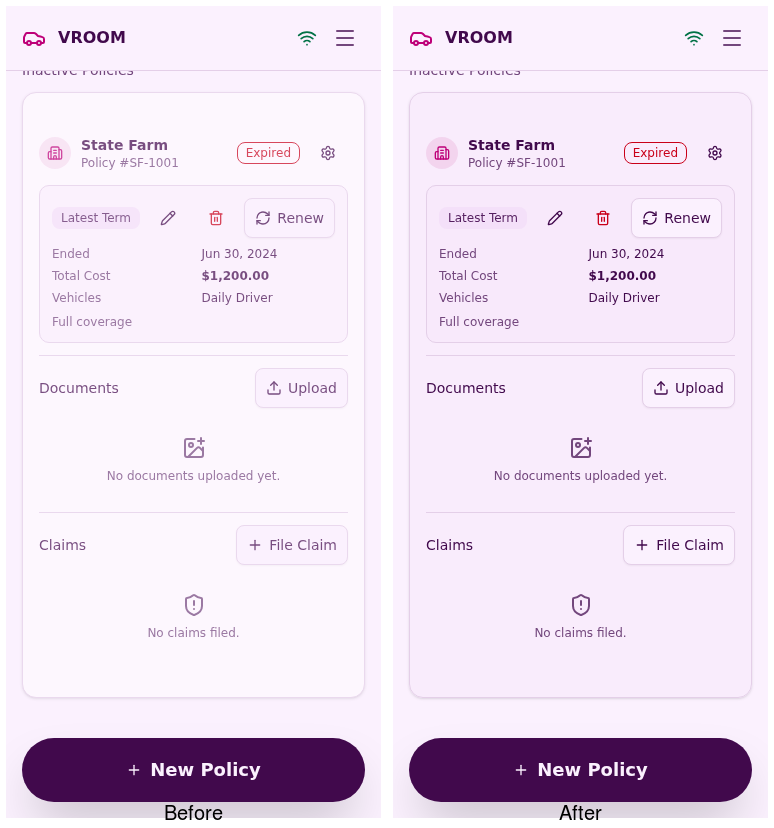 VROOM
Inactive Policies
State Farm
Policy #SF-1001
Expired
Latest Term
Renew
Ended Jun 30, 2024
Total Cost $1,200.00
Vehicles Daily Driver
Full coverage
Documents
Upload
No documents uploaded yet.
Claims
+ File Claim
No claims filed.
+ New Policy
Before
VROOM
Inactive Policies
State Farm
Policy #SF-1001
Expired
Latest Term
Renew
Ended Jun 30, 2024
Total Cost $1,200.00
Vehicles Daily Driver
Full coverage
Documents
Upload
No documents uploaded yet.
Claims
+ File Claim
No claims filed.
+ New Policy
After